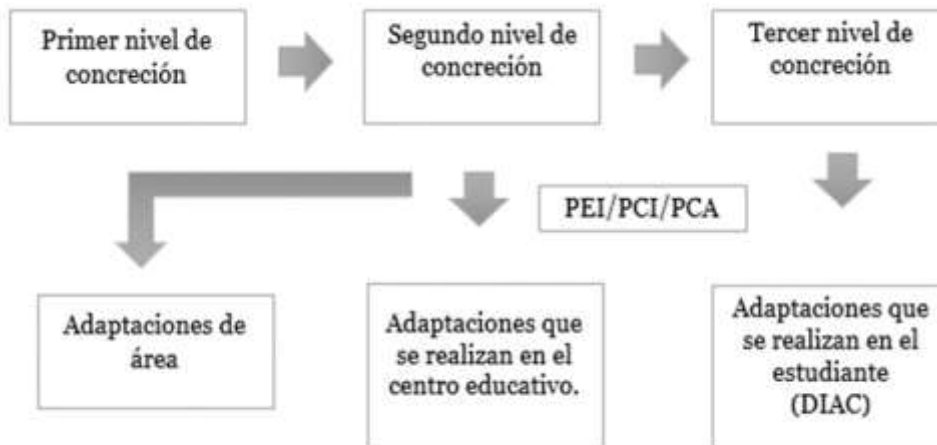 Primer nivel de
concreción
Segundo nivel de
concreción
Tercer nivel de
concreción
PEI/PCI/PCA
Adaptaciones de
área
Adaptaciones que
se realizan en el
centro educativo.
Adaptaciones que
se realizan en el
estudiante
(DIAC)